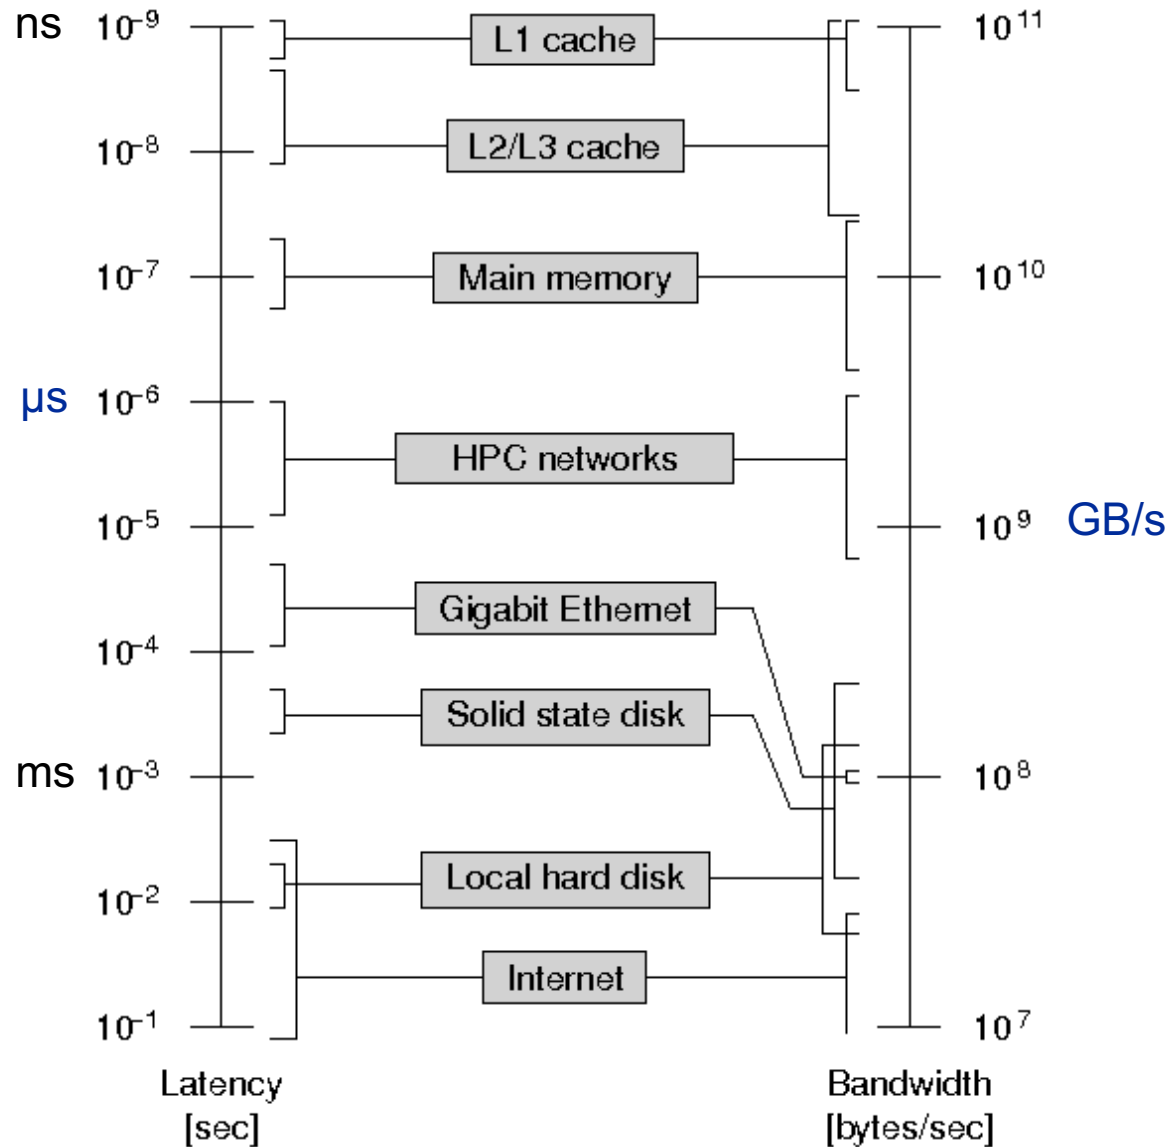 ns 10⁻⁹ L1 cache 10¹¹
10⁻⁸ L2/L3 cache
10⁻⁷ Main memory 10¹⁰
µs 10⁻⁶
HPC networks
10⁻⁵ 10⁹ GB/s
Gigabit Ethernet
10⁻⁴
Solid state disk
ms 10⁻³ 10⁸
Local hard disk
10⁻²
Internet
10⁻¹ 10⁷
Latency Bandwidth
[sec] [bytes/sec]